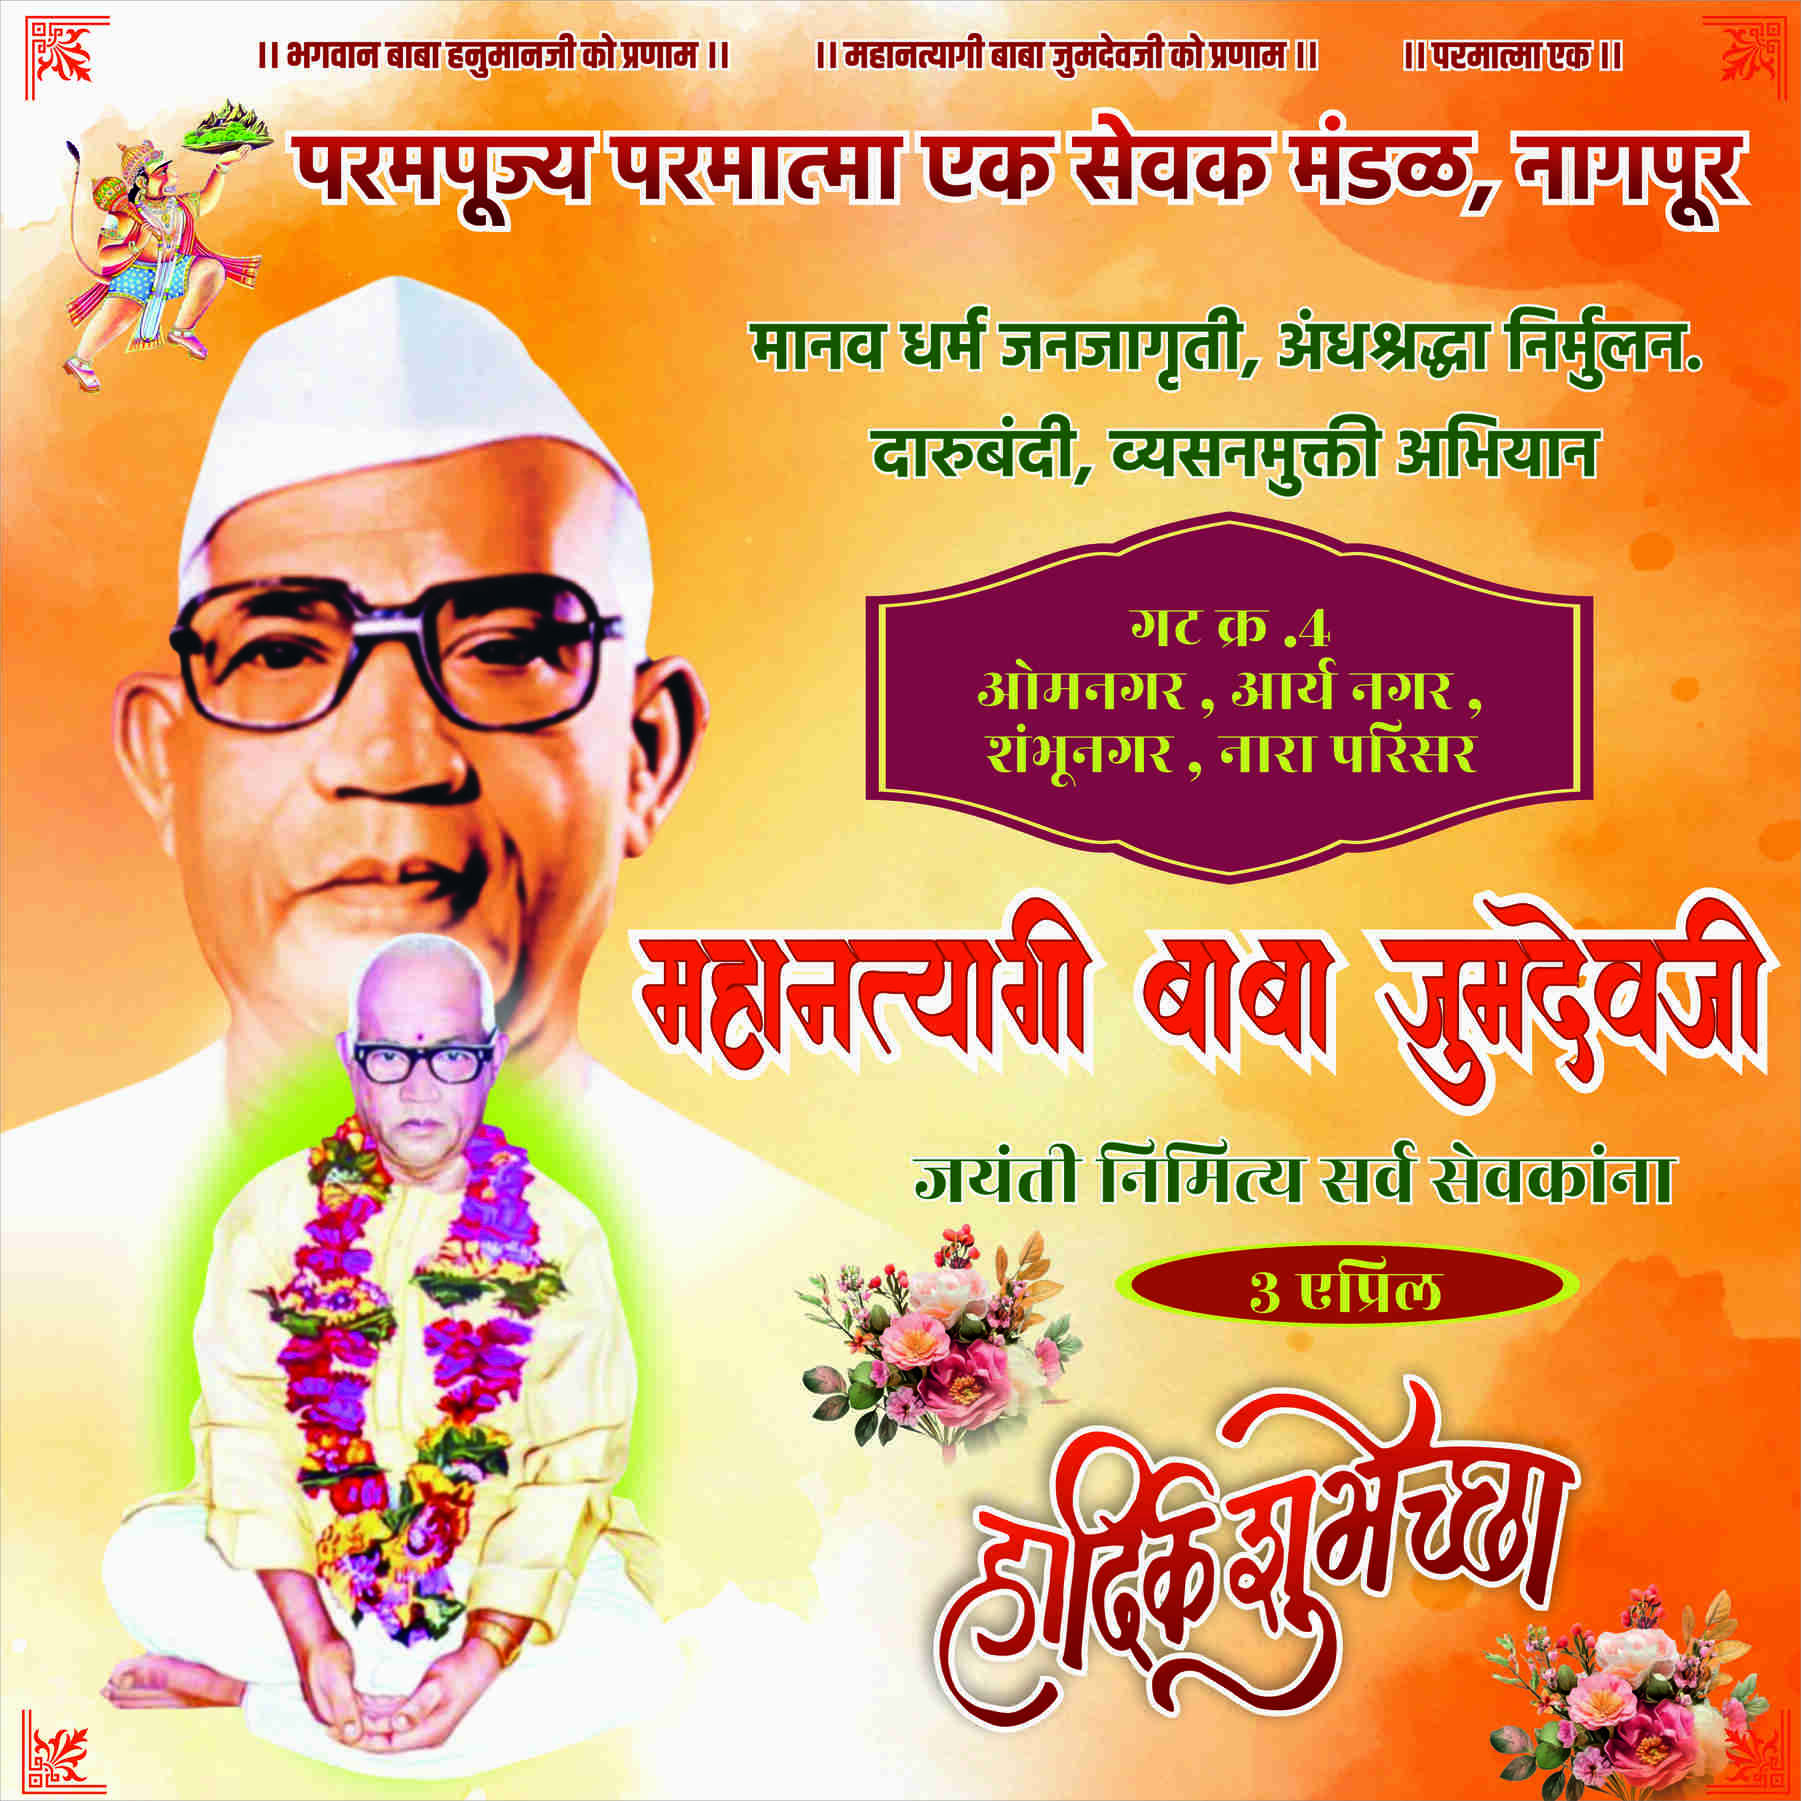 ।। भगवान बाबा हनुमानजी को प्रणाम ।। ।। महानत्यागी बाबा जुमदेवजी को प्रणाम ।। ।। परमात्मा एक ।।
परमपूज्य परमात्मा एक सेवक मंडळ, नागपूर
मानव धर्म जनजागृती, अंधश्रद्धा निर्मुलन.
दारुबंदी, व्यसनमुक्ती अभियान
गट क्र .4
ओमनगर , आर्य नगर ,
शंभूनगर , नारा परिसर
महानत्यागी बाबा जुमदेवजी
जयंती निमित्य सर्व सेवकांना
3 एप्रिल
हार्दिक शुभेच्छा